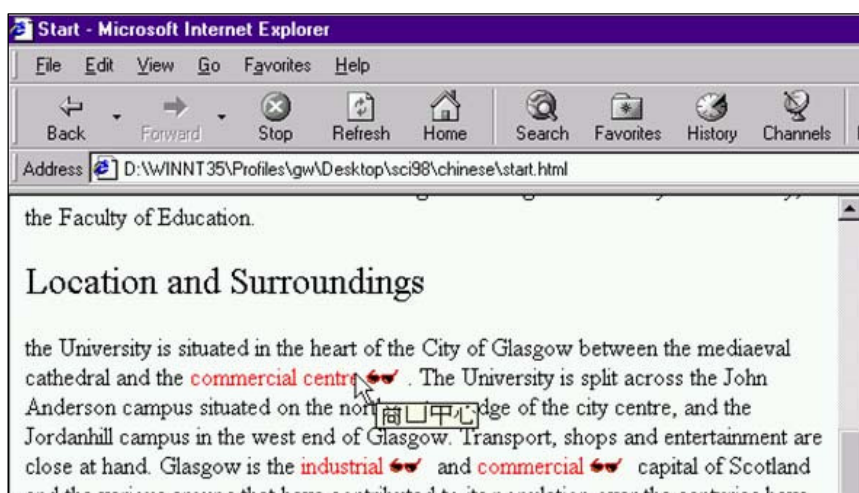 Start - Microsoft Internet Explorer
File Edit View Go Favorites Help
Back Forward Stop Refresh Home Search Favorites History Channels
Address D:\WINNT35\Profiles\gw\Desktop\sci98\chinese\start.html
the Faculty of Education.
Location and Surroundings
the University is situated in the heart of the City of Glasgow between the mediaeval
cathedral and the commercial centre . The University is split across the John
Anderson campus situated on the edge of the city centre, and the
中心
Jordanhill campus in the west end of Glasgow. Transport, shops and entertainment are
close at hand. Glasgow is the industrial and commercial capital of Scotland